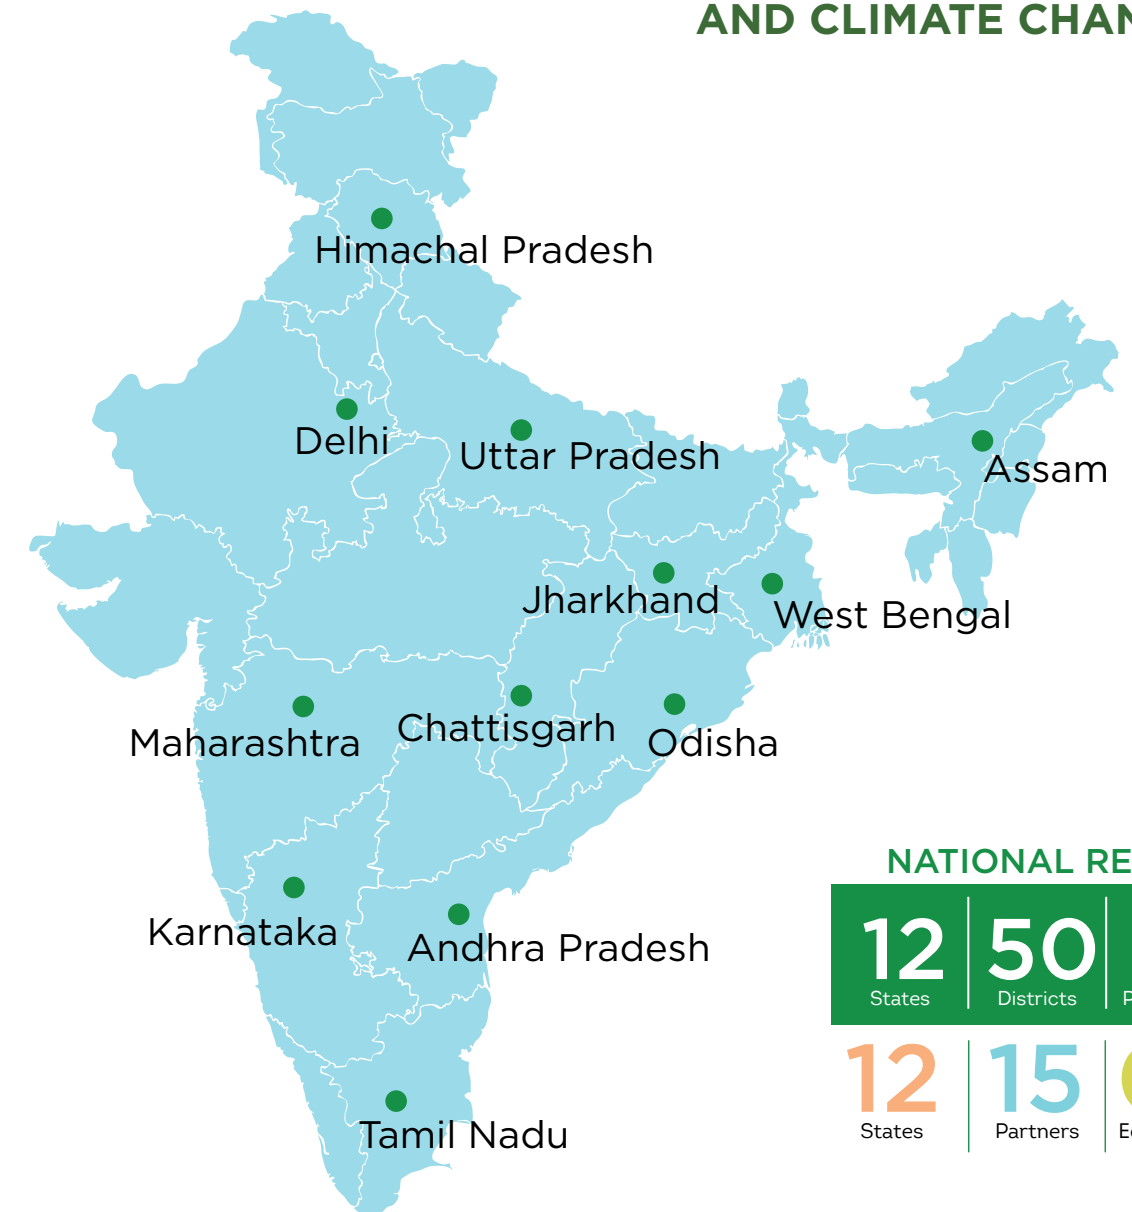 AND CLIMATE CHAN
Himachal Pradesh
Delhi
Uttar Pradesh
Assam
Jharkhand
West Bengal
Maharashtra
Chattisgarh
Odisha
NATIONAL RE
12
50
States
Districts
P
Karnataka
Andhra Pradesh
12
15
States
Partners
Tamil Nadu